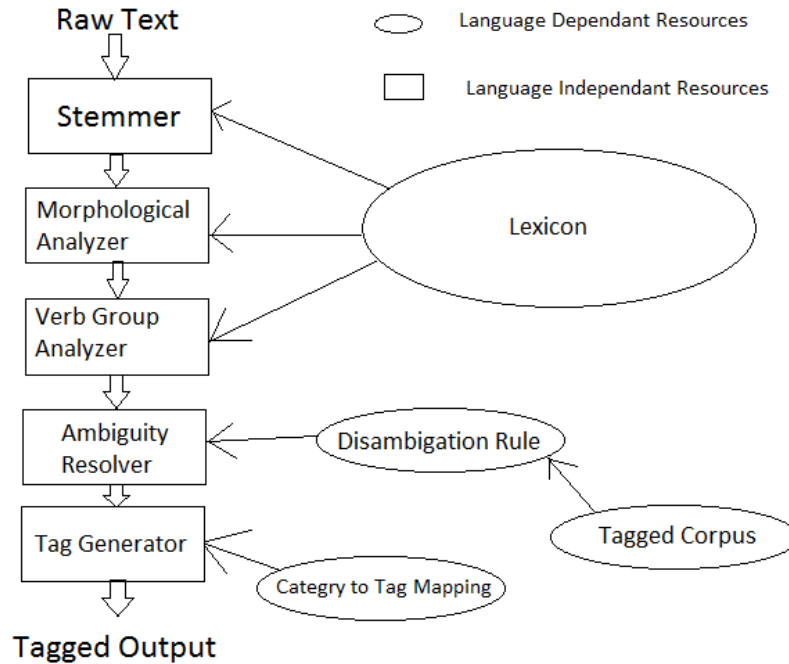 Raw Text
Language Dependant Resources
Language Independant Resources
Stemmer
Morphological
Analyzer
Lexicon
Verb Group
Analyzer
Ambiguity
Resolver
Disambigation Rule
Tagged Corpus
Tag Generator
Categry to Tag Mapping
Tagged Output